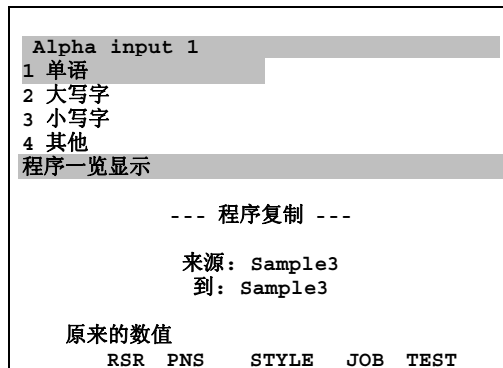 Alpha input 1
1 单语
2 大写字
3 小写字
4 其他
程序一览显示
--- 程序复制 ---
来源: Sample3
到: Sample3
原来的数值
RSR PNS STYLE JOB TEST